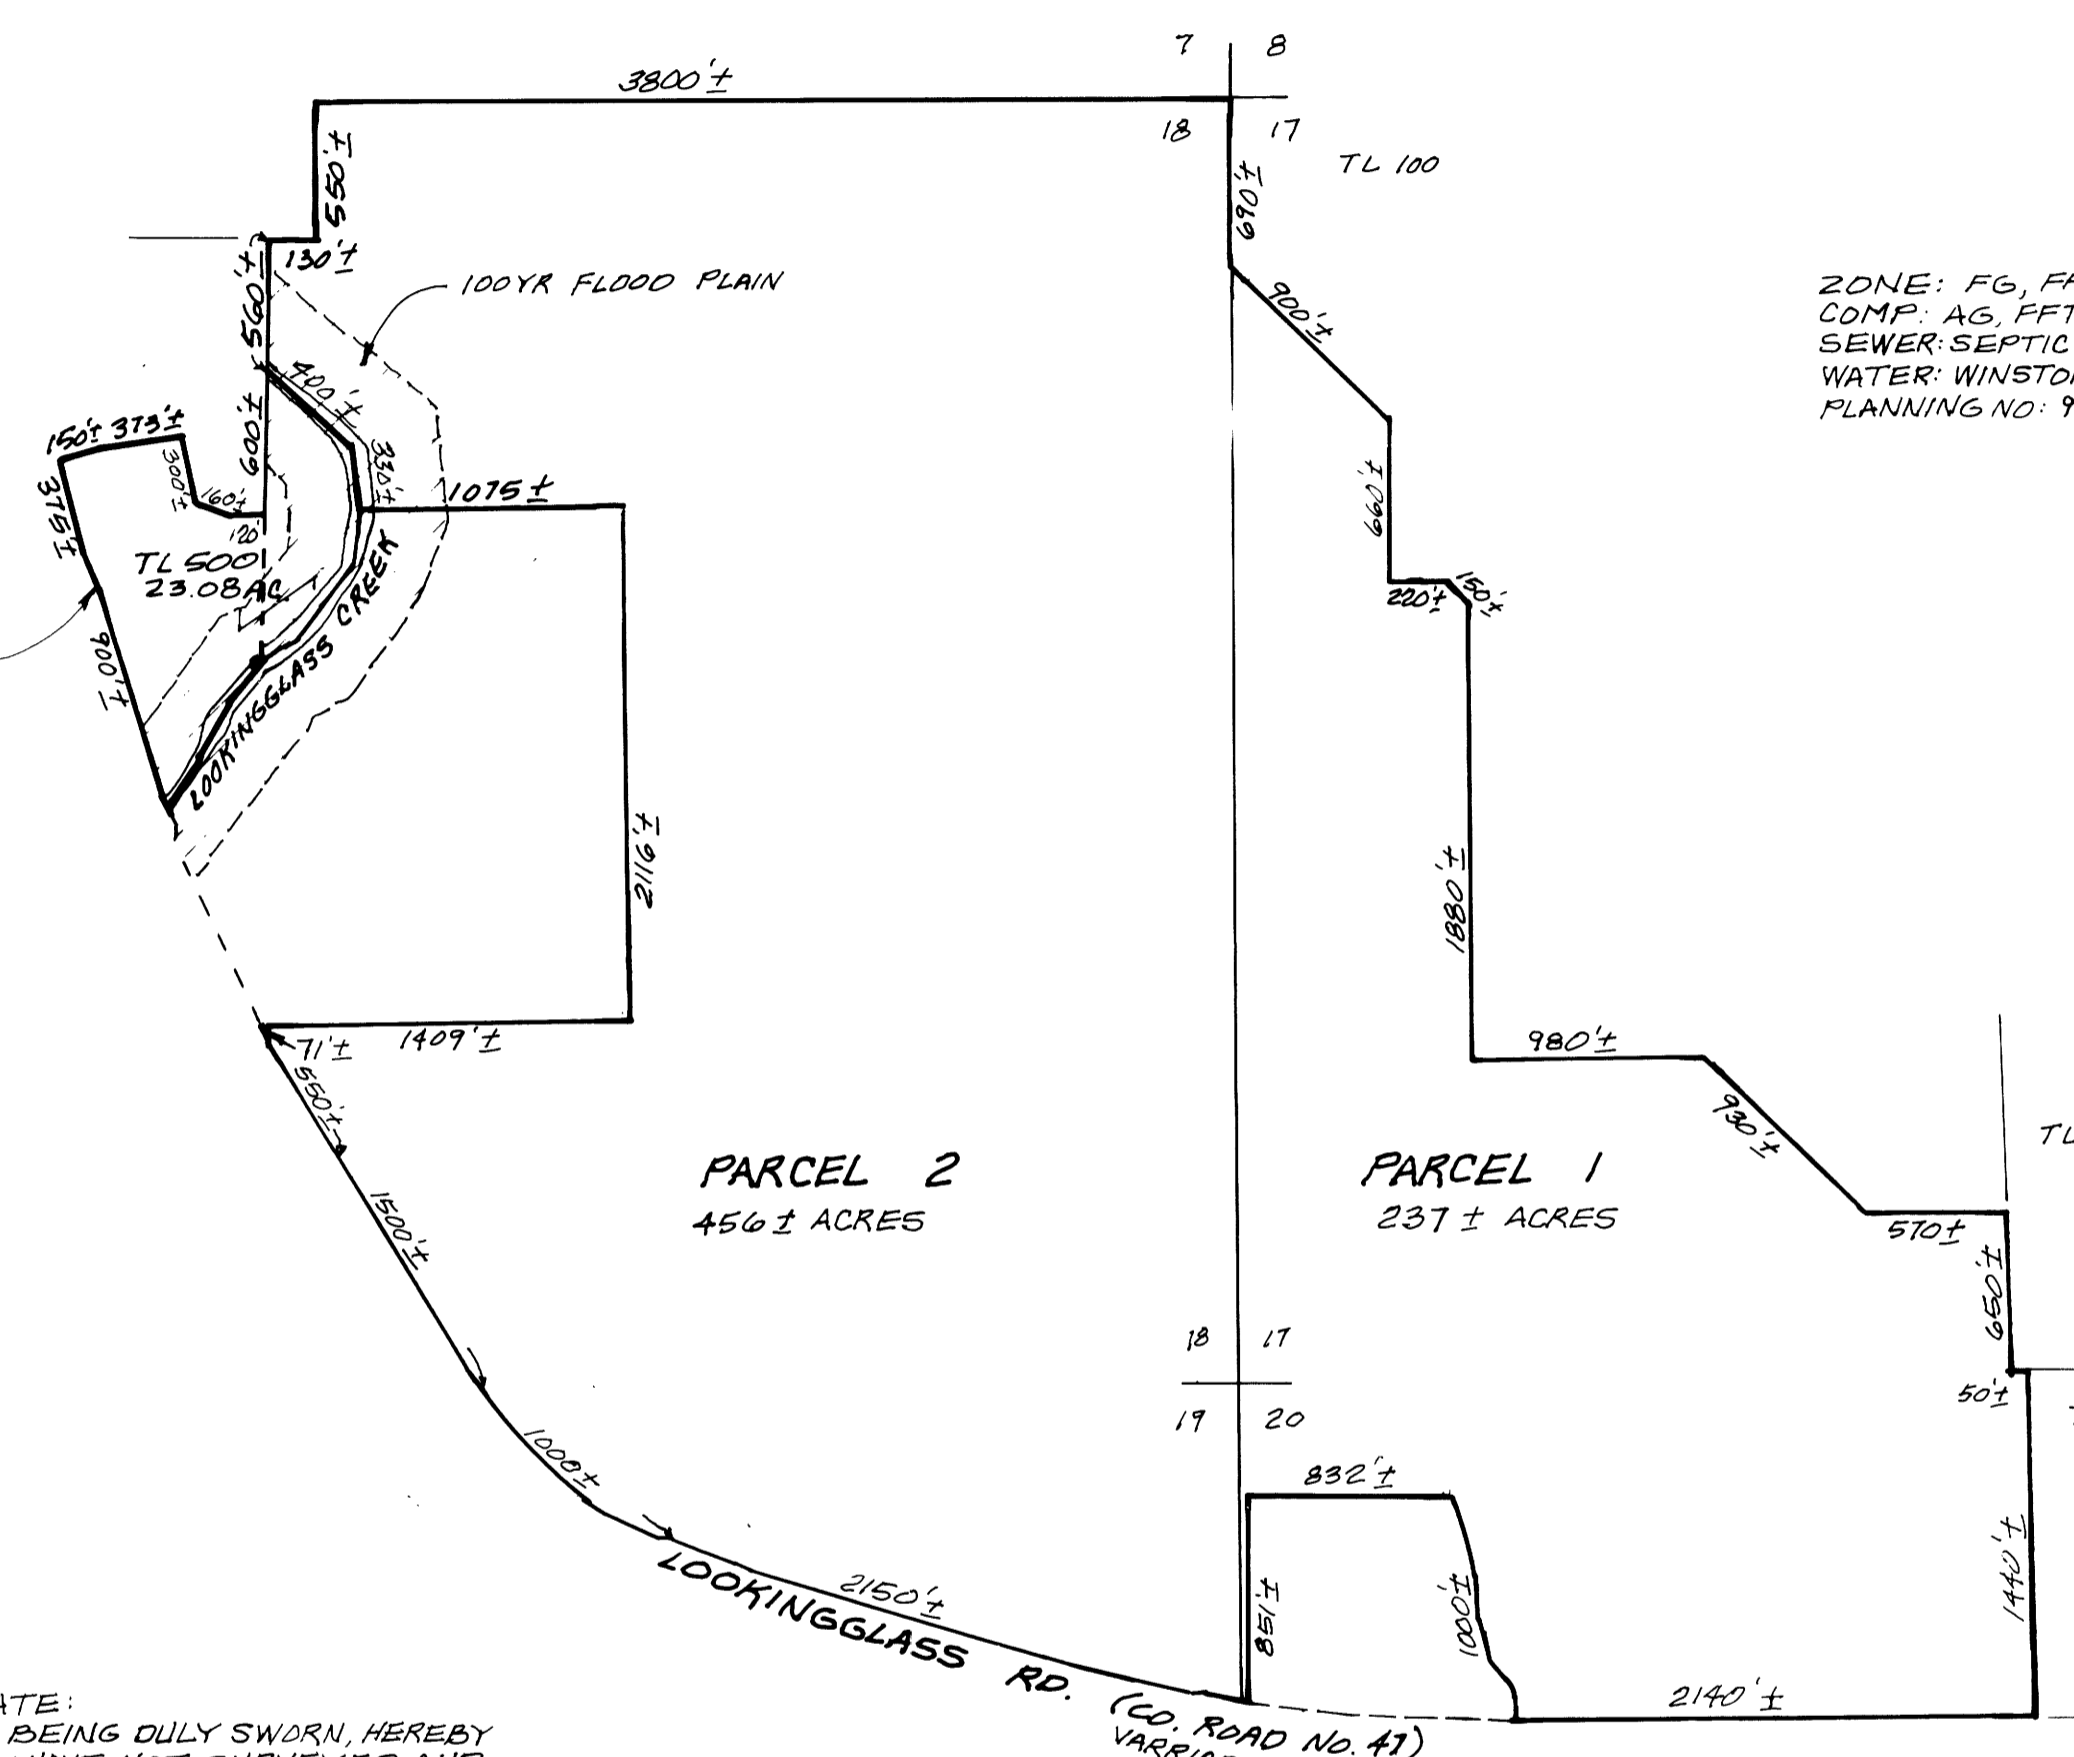 7 8
3800'±
18 17
TL 100
550'±
690'±
130'±
560'±
100YR FLOOD PLAIN
900'±
ZONE: FG,
COMP: AG, FFT
SEWER: SEPTIC
WATER:
PLANNING NO: 9
400'±
600'±
150'± 373'±
330'±
300'±
160'±
120'
375'±
1075'±
660'±
TL 500
23.08 AC
220'±
150'±
900'±
LOOKINGGLASS CREEK
2116'±
1880'±
71'±
1409'±
980'±
550'±
930'±
TL
PARCEL 2
456± ACRES
PARCEL 1
237± ACRES
1500'±
570'±
650'±
18 17
50'±
19 20
1000'±
832'±
2150'±
851'±
1000'±
1440'±
LOOKINGGLASS RD. (CO. ROAD NO. 47)
2140'±
BEING DULY SWORN, HEREBY